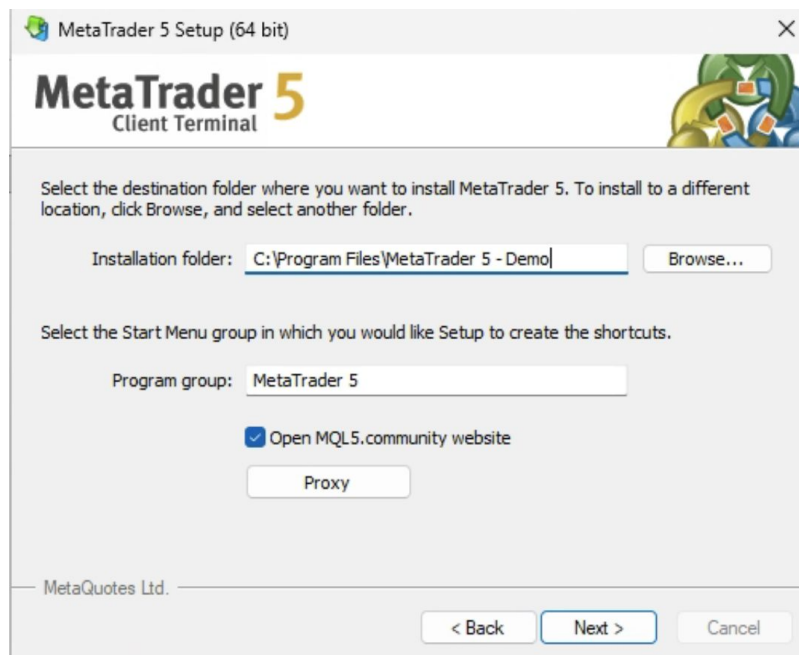 MetaTrader 5 Setup (64 bit)
MetaTrader 5
Client Terminal
Select the destination folder where you want to install MetaTrader 5. To install to a different
location, click Browse, and select another folder.
Installation folder: C:\Program Files\MetaTrader 5 - Demo Browse...
Select the Start Menu group in which you would like Setup to create the shortcuts.
Program group: MetaTrader 5
Open MQL5.community website
Proxy
MetaQuotes Ltd.
< Back Next > Cancel